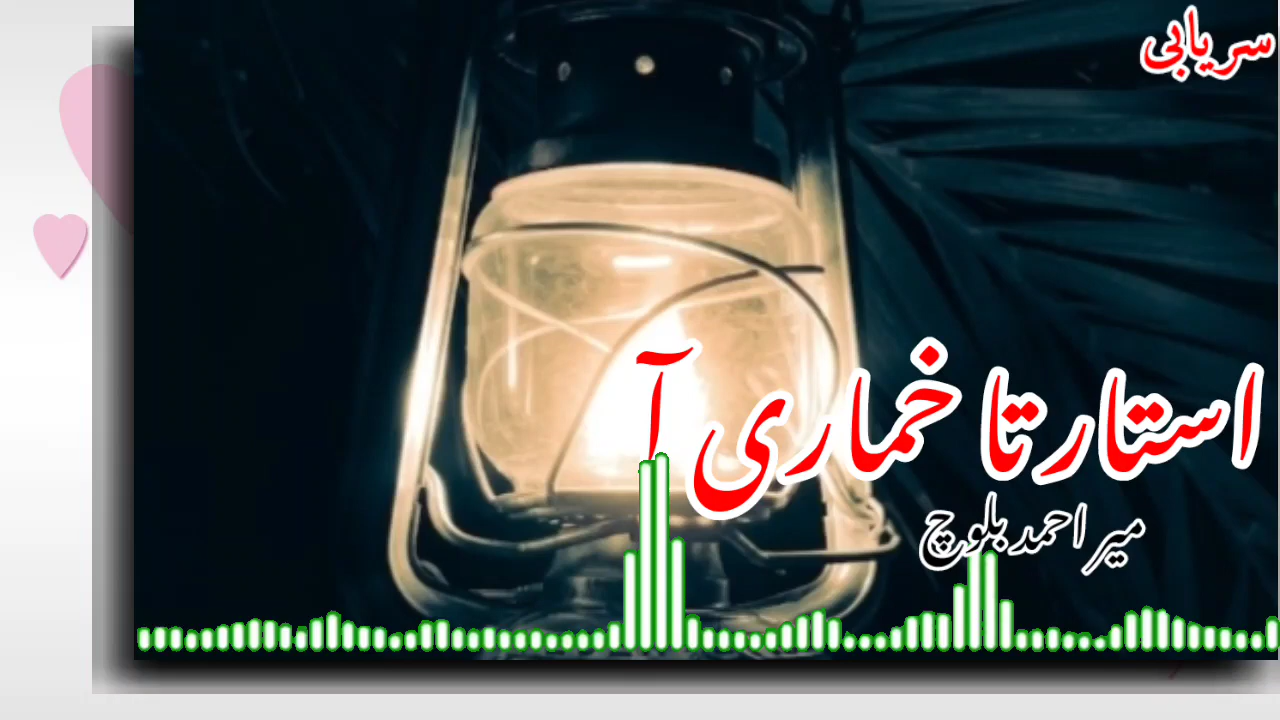 سریابی
استار تا خماری آ
میر احمد بلوچ